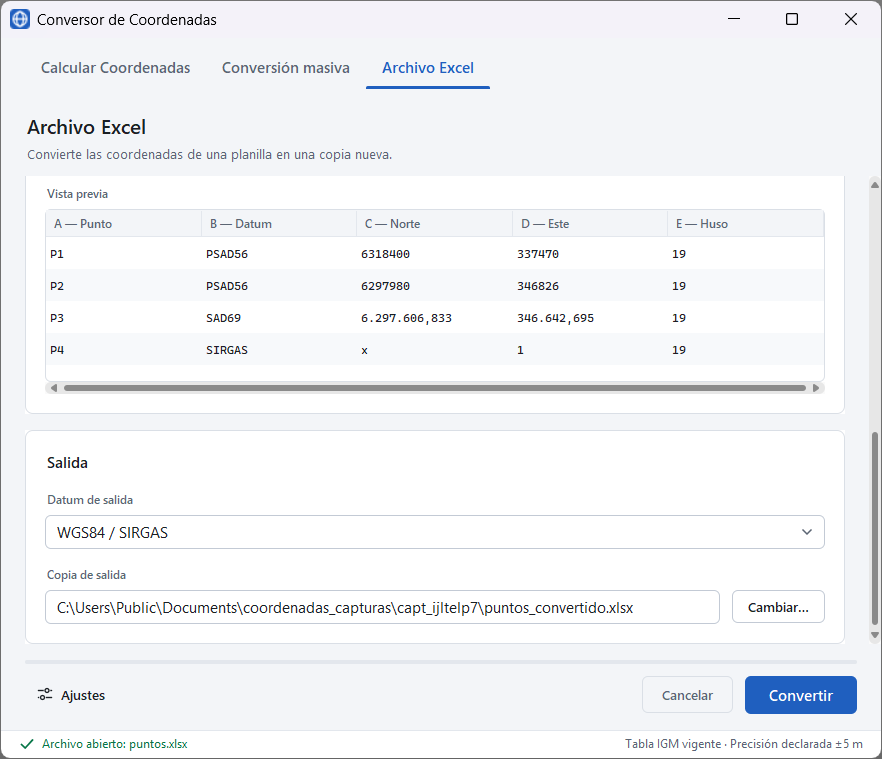 Conversor de Coordenadas
Calcular Coordenadas Conversión masiva Archivo Excel
Archivo Excel
Convierte las coordenadas de una planilla en una copia nueva.
Vista previa
A — Punto B — Datum C — Norte D — Este E — Huso
P1 PSAD56 6318400 337470 19
P2 PSAD56 6297980 346826 19
P3 SAD69 6.297.606,833 346.642,695 19
P4 SIRGAS x 1 19
Salida
Datum de salida
WGS84 / SIRGAS
Copia de salida
C:\Users\Public\Documents\coordenadas_capturas\capt_ijltelp7\puntos_convertido.xlsx Cambiar...
Ajustes Cancelar Convertir
Archivo abierto: puntos.xlsx Tabla IGM vigente · Precisión declarada ±5 m